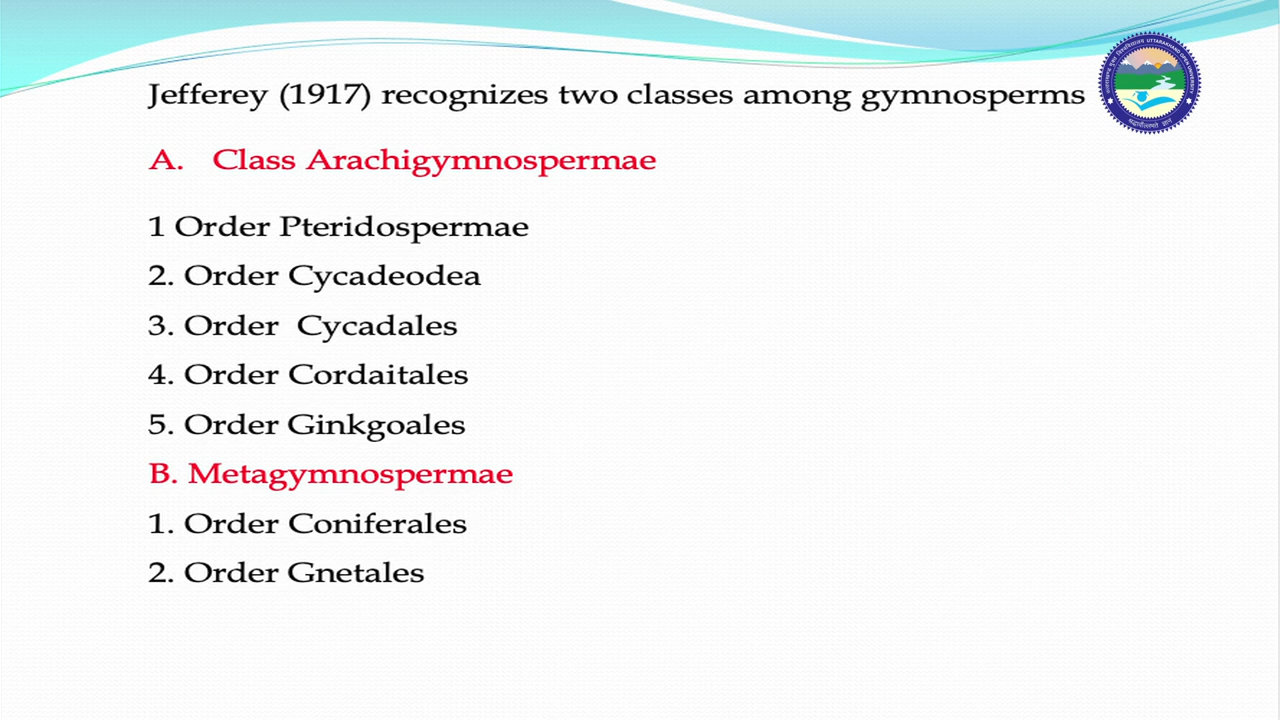 Jefferey (1917) recognizes two classes among gymnosperms
A. Class Arachigymnospermae
1 Order Pteridospermae
2. Order Cycadeodea
3. Order Cycadales
4. Order Cordaitales
5. Order Ginkgoales
B. Metagymnospermae
1. Order Coniferales
2. Order Gnetales